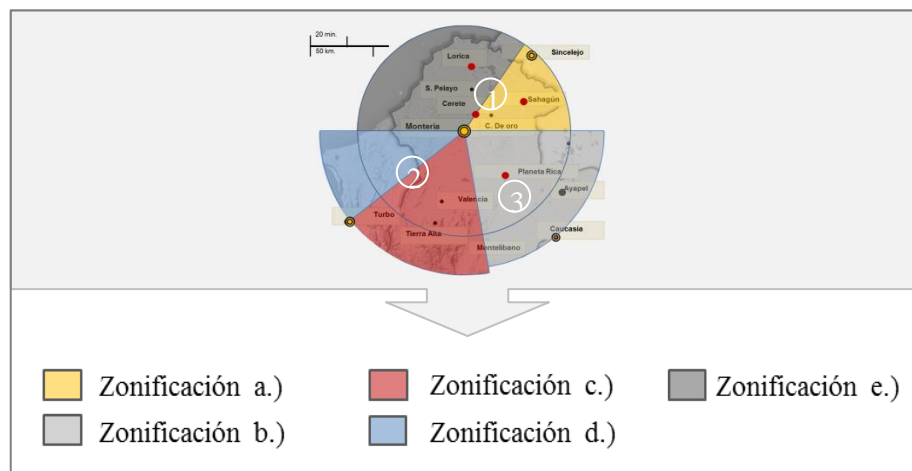 20 min.
50 km.
Sincelejo
Lorica
S. Pelayo
1
Sahagún
Cerete
Montería
C. De oro
2
Planeta Rica
3
Ayapel
Valencia
Turbo
Tierra Alta
Caucasia
Montelibano
Zonificación a.)
Zonificación c.)
Zonificación e.)
Zonificación b.)
Zonificación d.)